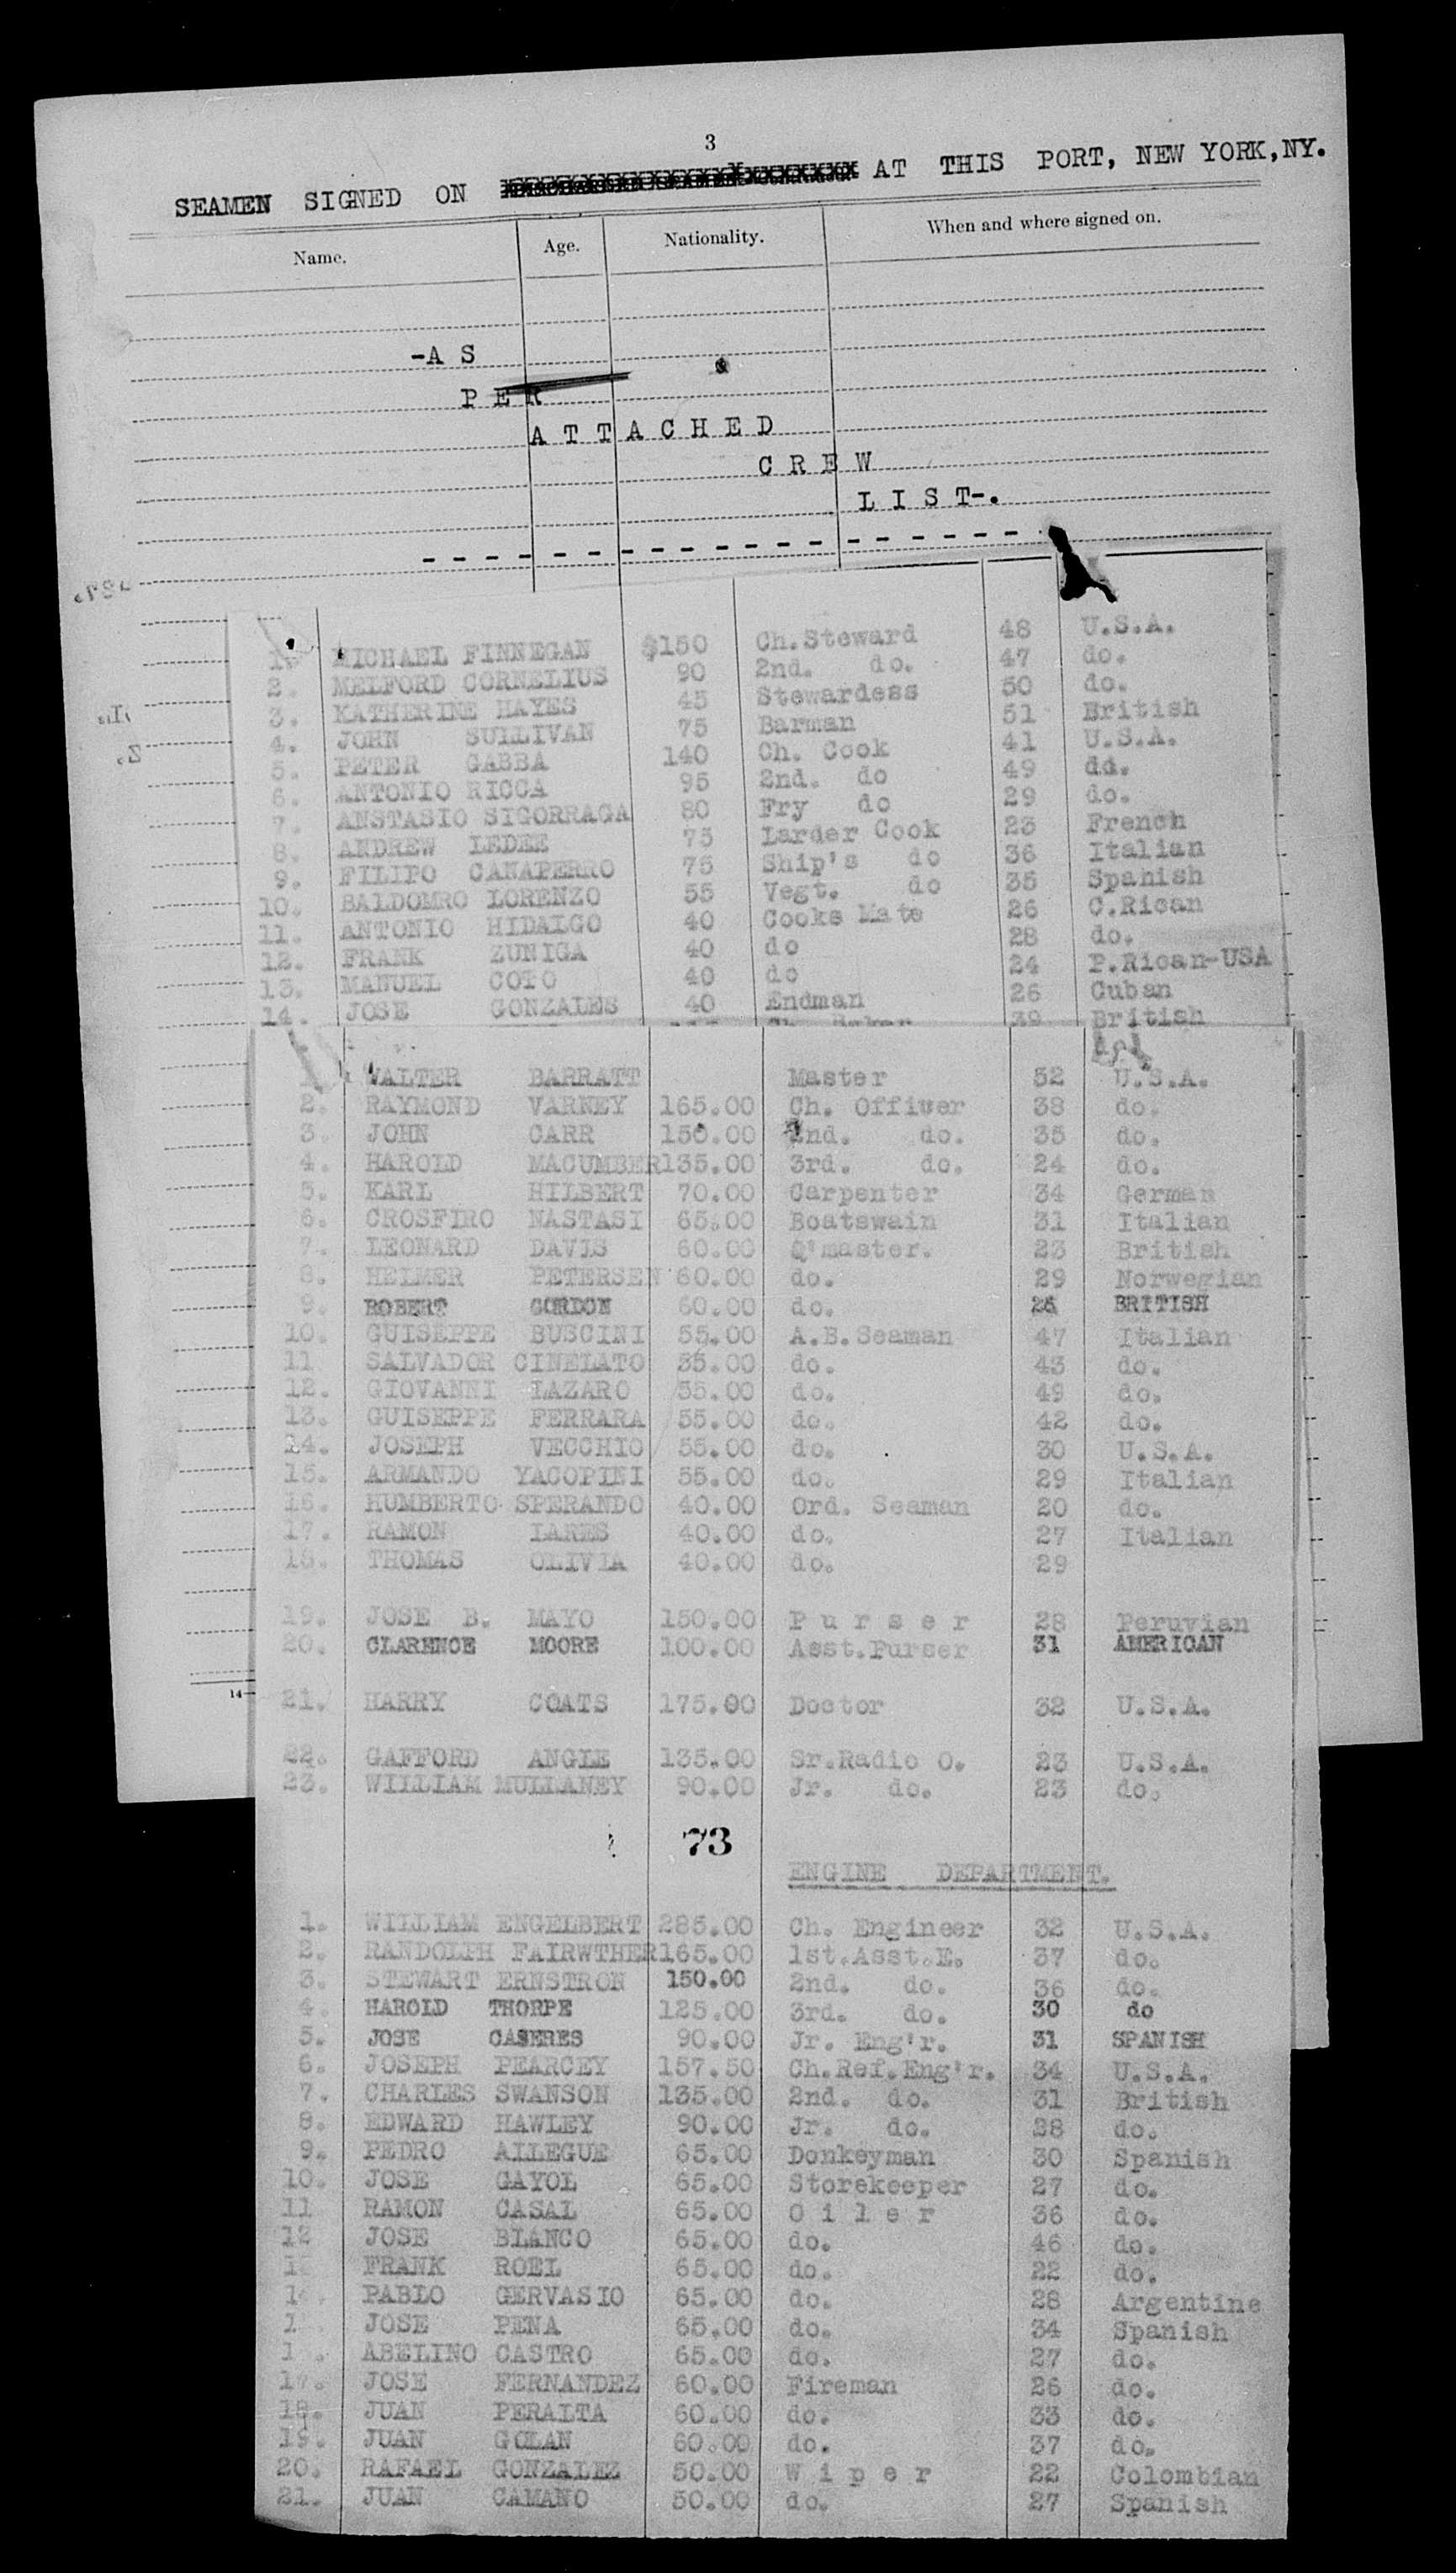 3
SEAMEN SIGNED ON AT THIS PORT, NEW YORK, NY.
Name. Age. Nationality. When and where signed on.
-A S
P E R
A T T A C H E D
C R E W
L I S T-.
- - - - - - - - - - - - - - - - - - -
1. MICHAEL FINNEGAN $150 Ch.Steward 48 U.S.A.
2. MELFORD CORNELIUS 90 2nd. do. 47 do.
3. KATHERINE HAYES 45 Stewardess 50 do.
4. JOHN SULLIVAN 75 Barman 51 British
5. PETER GABBA 140 Ch. Cook 41 U.S.A.
6. ANTONIO RICCA 95 2nd. do 49 dd.
7. ANSTASIO SIGORRAGA 80 Fry do 29 do.
8. ANDREW LEDEE 75 Larder Cook 23 French
9. FILIPO CANAPERRO 75 Ship's do 36 Italian
10. BALDOMRO LORENZO 55 Vegt. do 35 Spanish
11. ANTONIO HIDALGO 40 Cooks Mate 26 C.Rican
12. FRANK ZUNIGA 40 do 28 do.
13. MANUEL COTO 40 do 24 P.Rican-USA
14. JOSE GONZALES 40 Endman 26 Cuban
39 British
WALTER BARRATT Master 52 U.S.A.
2. RAYMOND VARNEY 165.00 Ch. Officer 38 do.
3. JOHN CARR 150.00 2nd. do. 35 do.
4. HAROLD MACUMBER 135.00 3rd. do. 24 do.
5. KARL HILBERT 70.00 Carpenter 34 German
6. CROSFIRO NASTASI 65.00 Boatswain 31 Italian
7. LEONARD DAVIS 60.00 Q'master. 23 British
8. HELMER PETERSEN 60.00 do. 29 Norwegian
9. ROBERT GORDON 60.00 do. 26 BRITISH
10. GUISEPPE BUSCINI 55.00 A.B.Seaman 47 Italian
11 SALVADOR CINELATO 55.00 do. 43 do.
12. GIOVANNI LAZARO 55.00 do. 49 do.
13. GUISEPPE FERRARA 55.00 do. 42 do.
14. JOSEPH VECCHIO 55.00 do. 30 U.S.A.
15. ARMANDO YACOPINI 55.00 do. 29 Italian
16. HUMBERTO SPERANDO 40.00 Ord. Seaman 20 do.
17. RAMON LARES 40.00 do. 27 Italian
18. THOMAS OLIVIA 40.00 do. 29
19. JOSE B. MAYO 150.00 P u r s e r 28 Peruvian
20. CLARENCE MOORE 100.00 Asst.Purser 31 AMERICAN
14—
21. HARRY COATS 175.00 Doctor 32 U.S.A.
22. GAFFORD ANGLE 135.00 Sr.Radio O. 23 U.S.A.
23. WILLIAM MULLANEY 90.00 Jr. do. 23 do.
73
ENGINE DEPARTMENT.
1. WILLIAM ENGELBERT 285.00 Ch. Engineer 32 U.S.A.
2. RANDOLPH FAIRWTHER 165.00 1st.Asst.E. 37 do.
3. STEWART ERNSTRON 150.00 2nd. do. 36 do.
4. HAROLD THORPE 125.00 3rd. do. 30 do
5. JOSE CASERES 90.00 Jr. Eng'r. 31 SPANISH
6. JOSEPH PEARCEY 157.50 Ch.Ref.Eng'r. 34 U.S.A.
7. CHARLES SWANSON 135.00 2nd. do. 31 British
8. EDWARD HAWLEY 90.00 Jr. do. 28 do.
9. PEDRO ALLEGUE 65.00 Donkeyman 30 Spanish
10. JOSE GAYOL 65.00 Storekeeper 27 do.
11 RAMON CASAL 65.00 O i l e r 36 do.
12 JOSE BLANCO 65.00 do. 46 do.
1 FRANK ROEL 65.00 do. 22 do.
1 . PABLO GERVASIO 65.00 do. 28 Argentine
1 . JOSE PENA 65.00 do. 34 Spanish
1 . ABELINO CASTRO 65.00 do. 27 do.
17. JOSE FERNANDEZ 60.00 Fireman 26 do.
18. JUAN PERALTA 60.00 do. 33 do.
19. JUAN GOLAN 60.00 do. 37 do.
20. RAFAEL GONZALEZ 50.00 W i p e r 22 Colombian
21. JUAN CAMANO 50.00 do. 27 Spanish